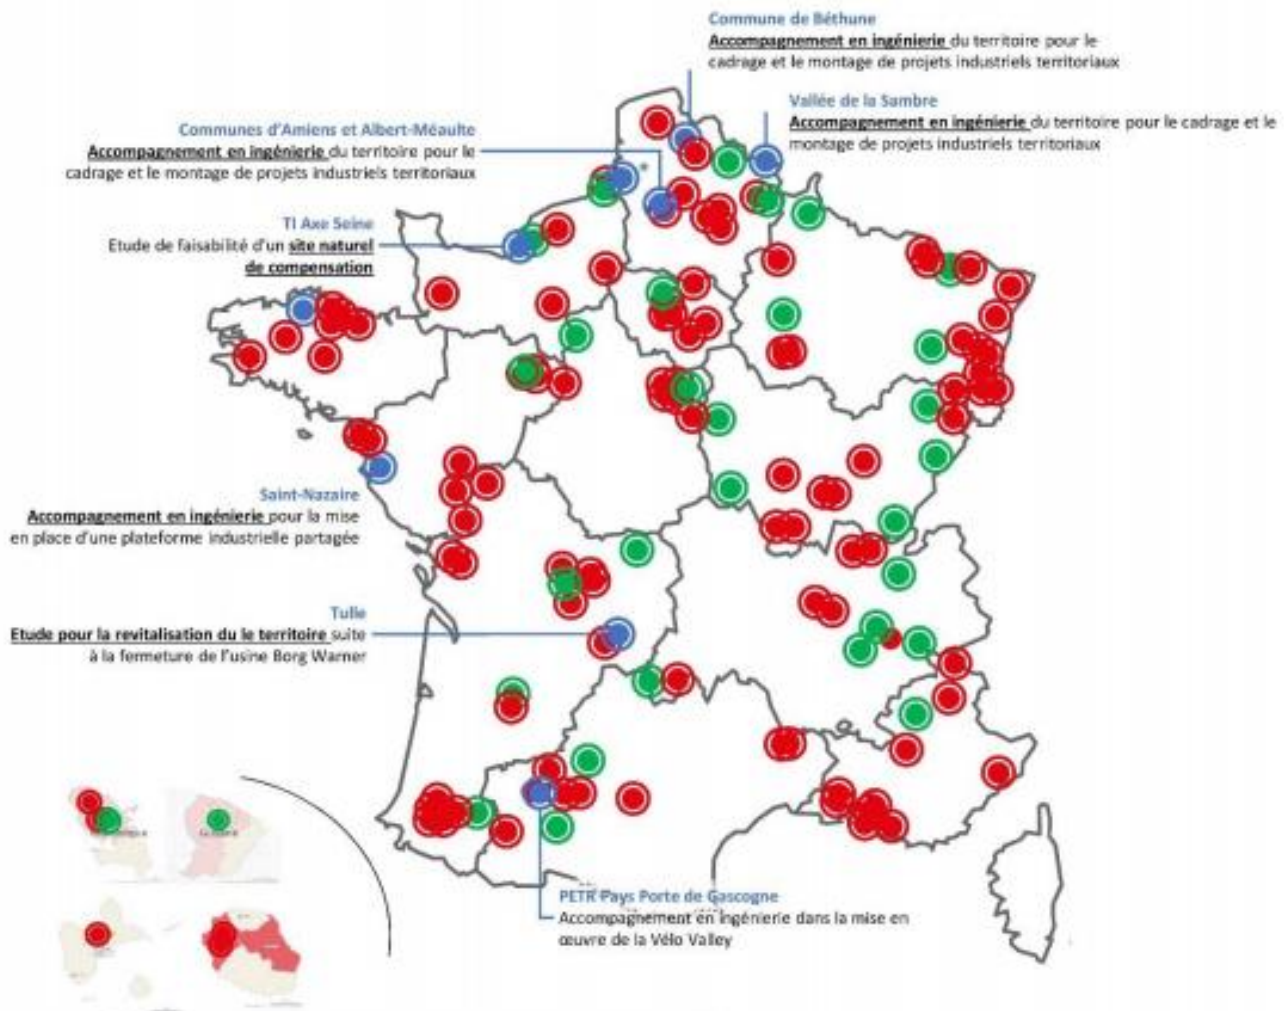 Commune de Béthune
Accompagnement en ingénierie du territoire pour le
cadrage et le montage de projets industriels territoriaux
Vallée de la Sambre
Accompagnement en ingénierie du territoire pour le cadrage et le
montage de projets industriels territoriaux
Communes d'Amiens et Albert-Méaulte
Accompagnement en ingénierie du territoire pour le
cadrage et le montage de projets industriels territoriaux
TI Axe Seine
Etude de faisabilité d'un site naturel
de compensation
Saint-Nazaire
Accompagnement en ingénierie pour la mise
en place d'une plateforme industrielle partagée
Tulle
Etude pour la revitalisation du le territoire suite
à la fermeture de l'usine Borg Warner
PETR Pays Porte de Gascogne
Accompagnement en ingénierie dans la mise en
œuvre de la Vélo Valley